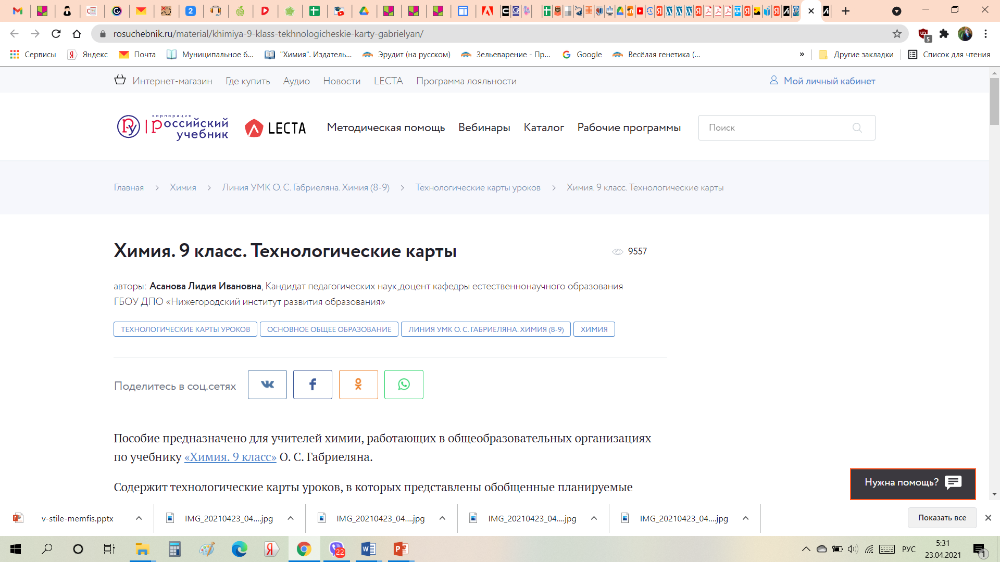 rosuchebnik.ru/material/khimiya-9-klass-tekhnologicheskie-karty-gabrielyan/
5
Сервисы
Яндекс
Почта
Муниципальное б...
"Химия". Издатель...
Эрудит (на русском)
Зельеварение - Пр...
Google
Весёлая генетика (...
»
Другие закладки
Список для чтения
Интернет-магазин
Где купить
Аудио
Новости
LECTA
Программа лояльности
Мой личный кабинет
корпорация
российский
учебник
LECTA
Методическая помощь
Вебинары
Каталог
Рабочие программы
Поиск
Главная
Химия
Линия УМК О. С. Габриеляна. Химия (8-9)
Технологические карты уроков
Химия. 9 класс. Технологические карты
Химия. 9 класс. Технологические карты
9557
авторы: Асанова Лидия Ивановна, Кандидат педагогических наук,доцент кафедры естественнонаучного образования
ГБОУ ДПО «Нижегородский институт развития образования»
ТЕХНОЛОГИЧЕСКИЕ КАРТЫ УРОКОВ
ОСНОВНОЕ ОБЩЕЕ ОБРАЗОВАНИЕ
ЛИНИЯ УМК О. С. ГАБРИЕЛЯНА. ХИМИЯ (8-9)
ХИМИЯ
Поделитесь в соц.сетях
Пособие предназначено для учителей химии, работающих в общеобразовательных организациях
по учебнику «Химия. 9 класс» О. С. Габриеляна.
Содержит технологические карты уроков, в которых представлены обобщенные планируемые
Нужна помощь?
v-stile-memfis.pptx
IMG_20210423_04....jpg
IMG_20210423_04....jpg
IMG_20210423_04....jpg
IMG_20210423_04....jpg
Показать все
22
РУС
5:31
23.04.2021
1